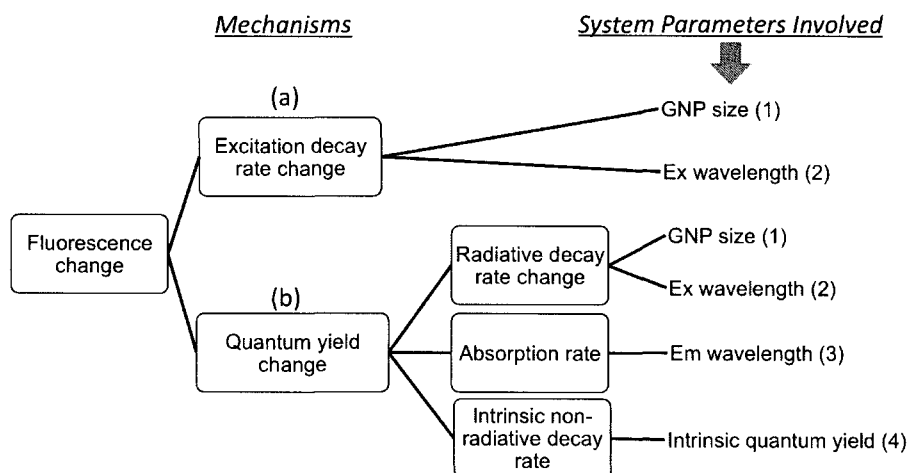 Mechanisms
System Parameters Involved
(a)
Excitation decay
rate change
GNP size (1)
Ex wavelength (2)
Fluorescence
change
(b)
Quantum yield
change
Radiative decay
rate change
GNP size (1)
Ex wavelength (2)
Absorption rate
Em wavelength (3)
Intrinsic non-
radiative decay
rate
Intrinsic quantum yield (4)